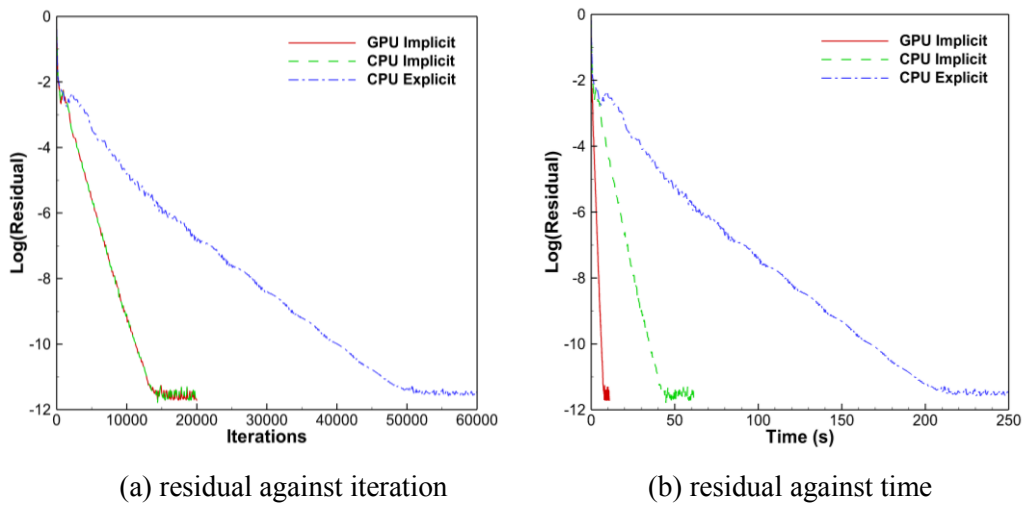 0
-2
-4
-6
-8
-10
-12
Log(Residual)
GPU Implicit
CPU Implicit
CPU Explicit
0 10000 20000 30000 40000 50000 60000
Iterations
(a) residual against iteration
0
-2
-4
-6
-8
-10
-12
Log(Residual)
GPU Implicit
CPU Implicit
CPU Explicit
0 50 100 150 200 250
Time (s)
(b) residual against time